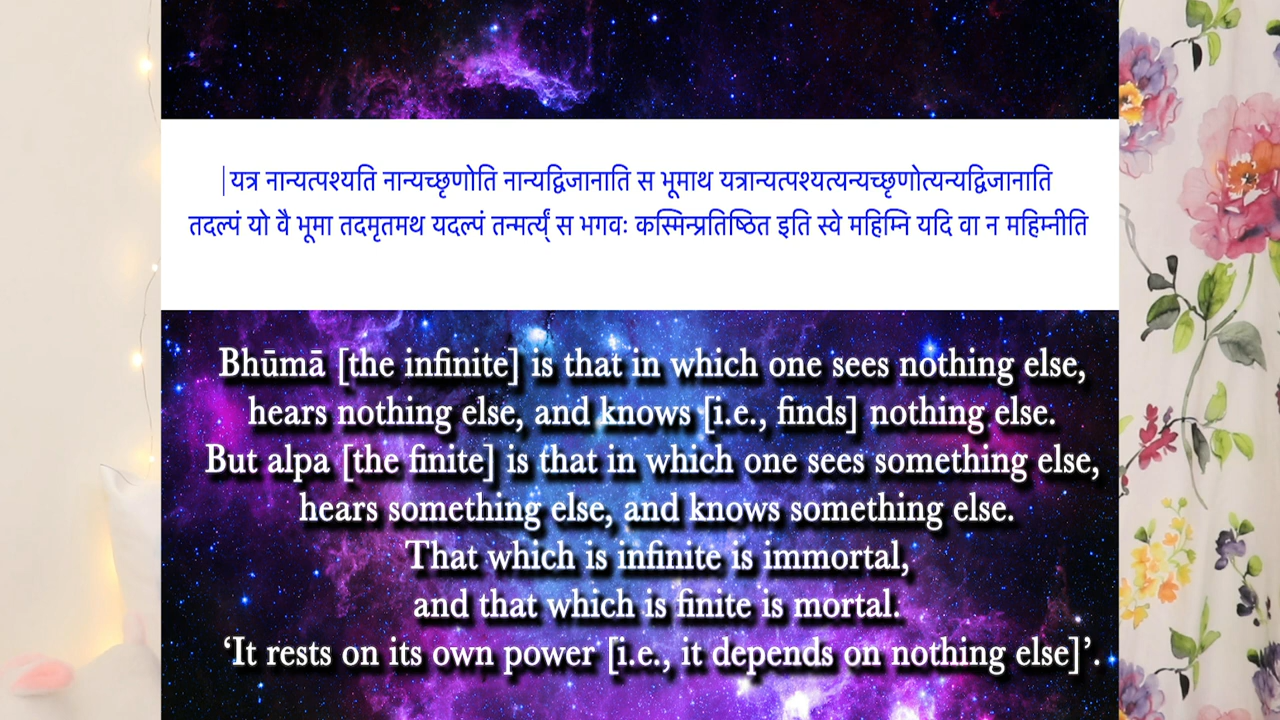 |यत्र नान्यत्पश्यति नान्यच्छृणोति नान्यद्विजानाति स भूमाथ यत्रान्यत्पश्यत्यन्यच्छृणोत्यन्यद्विजानाति
तदल्पं यो वै भूमा तदमृतमथ यदल्पं तन्मर्त्य्ं स भगवः कस्मिन्प्रतिष्ठित इति स्वे महिम्नि यदि वा न महिम्नीति
Bhūmā [the infinite] is that in which one sees nothing else,
hears nothing else, and knows [i.e., finds] nothing else.
But alpa [the finite] is that in which one sees something else,
hears something else, and knows something else.
That which is infinite is immortal,
and that which is finite is mortal.
‘It rests on its own power [i.e., it depends on nothing else]’.